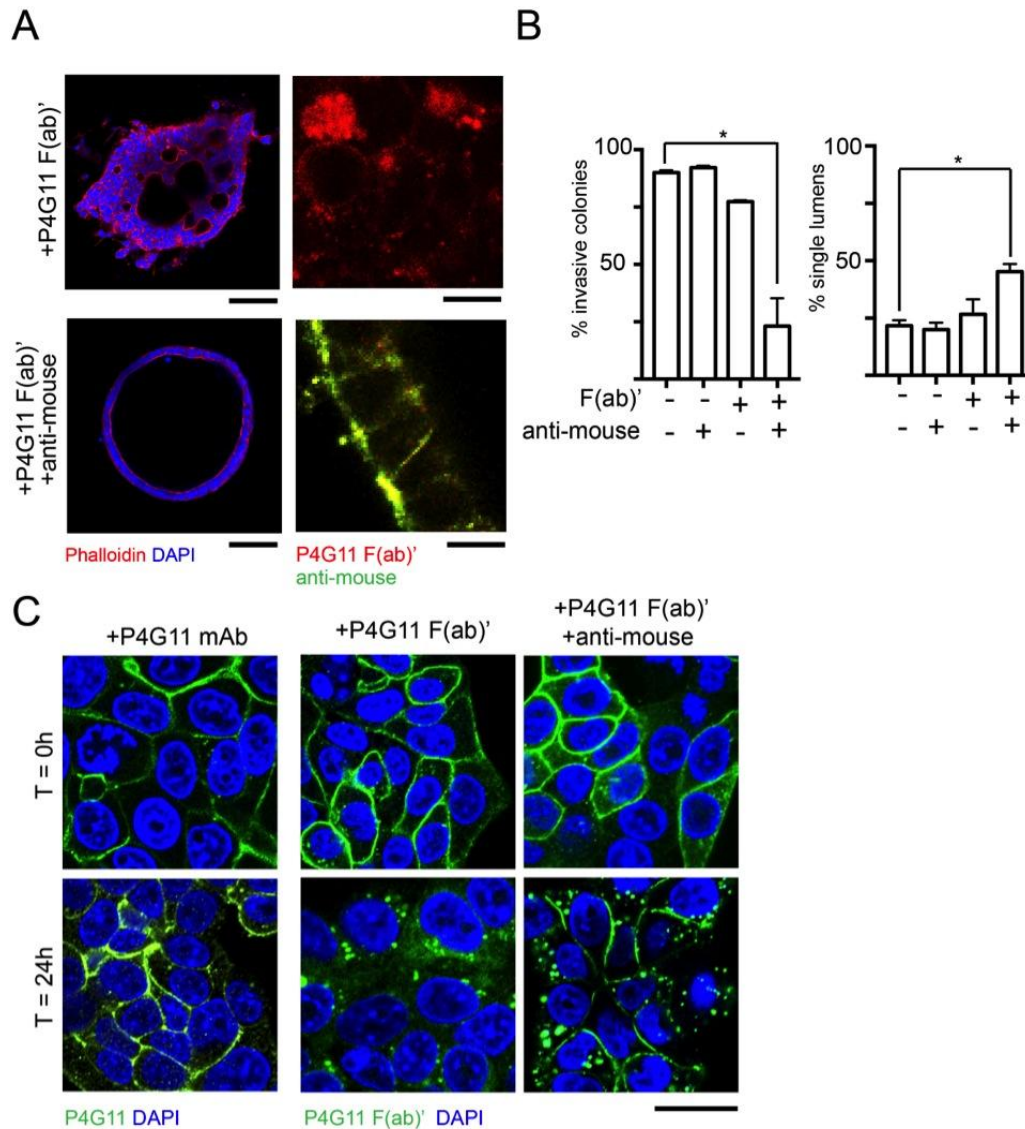 A
+P4G11 F(ab)'
+P4G11 F(ab)'
+anti-mouse
Phalloidin DAPI
P4G11 F(ab)'
anti-mouse
B
% invasive colonies
100
50
*
% single lumens
100
50
*
F(ab)' - - + + - - + +
anti-mouse - + - + - + - +
C
+P4G11 mAb
+P4G11 F(ab)'
+P4G11 F(ab)'
+anti-mouse
T = 0h
T = 24h
P4G11 DAPI
P4G11 F(ab)' DAPI